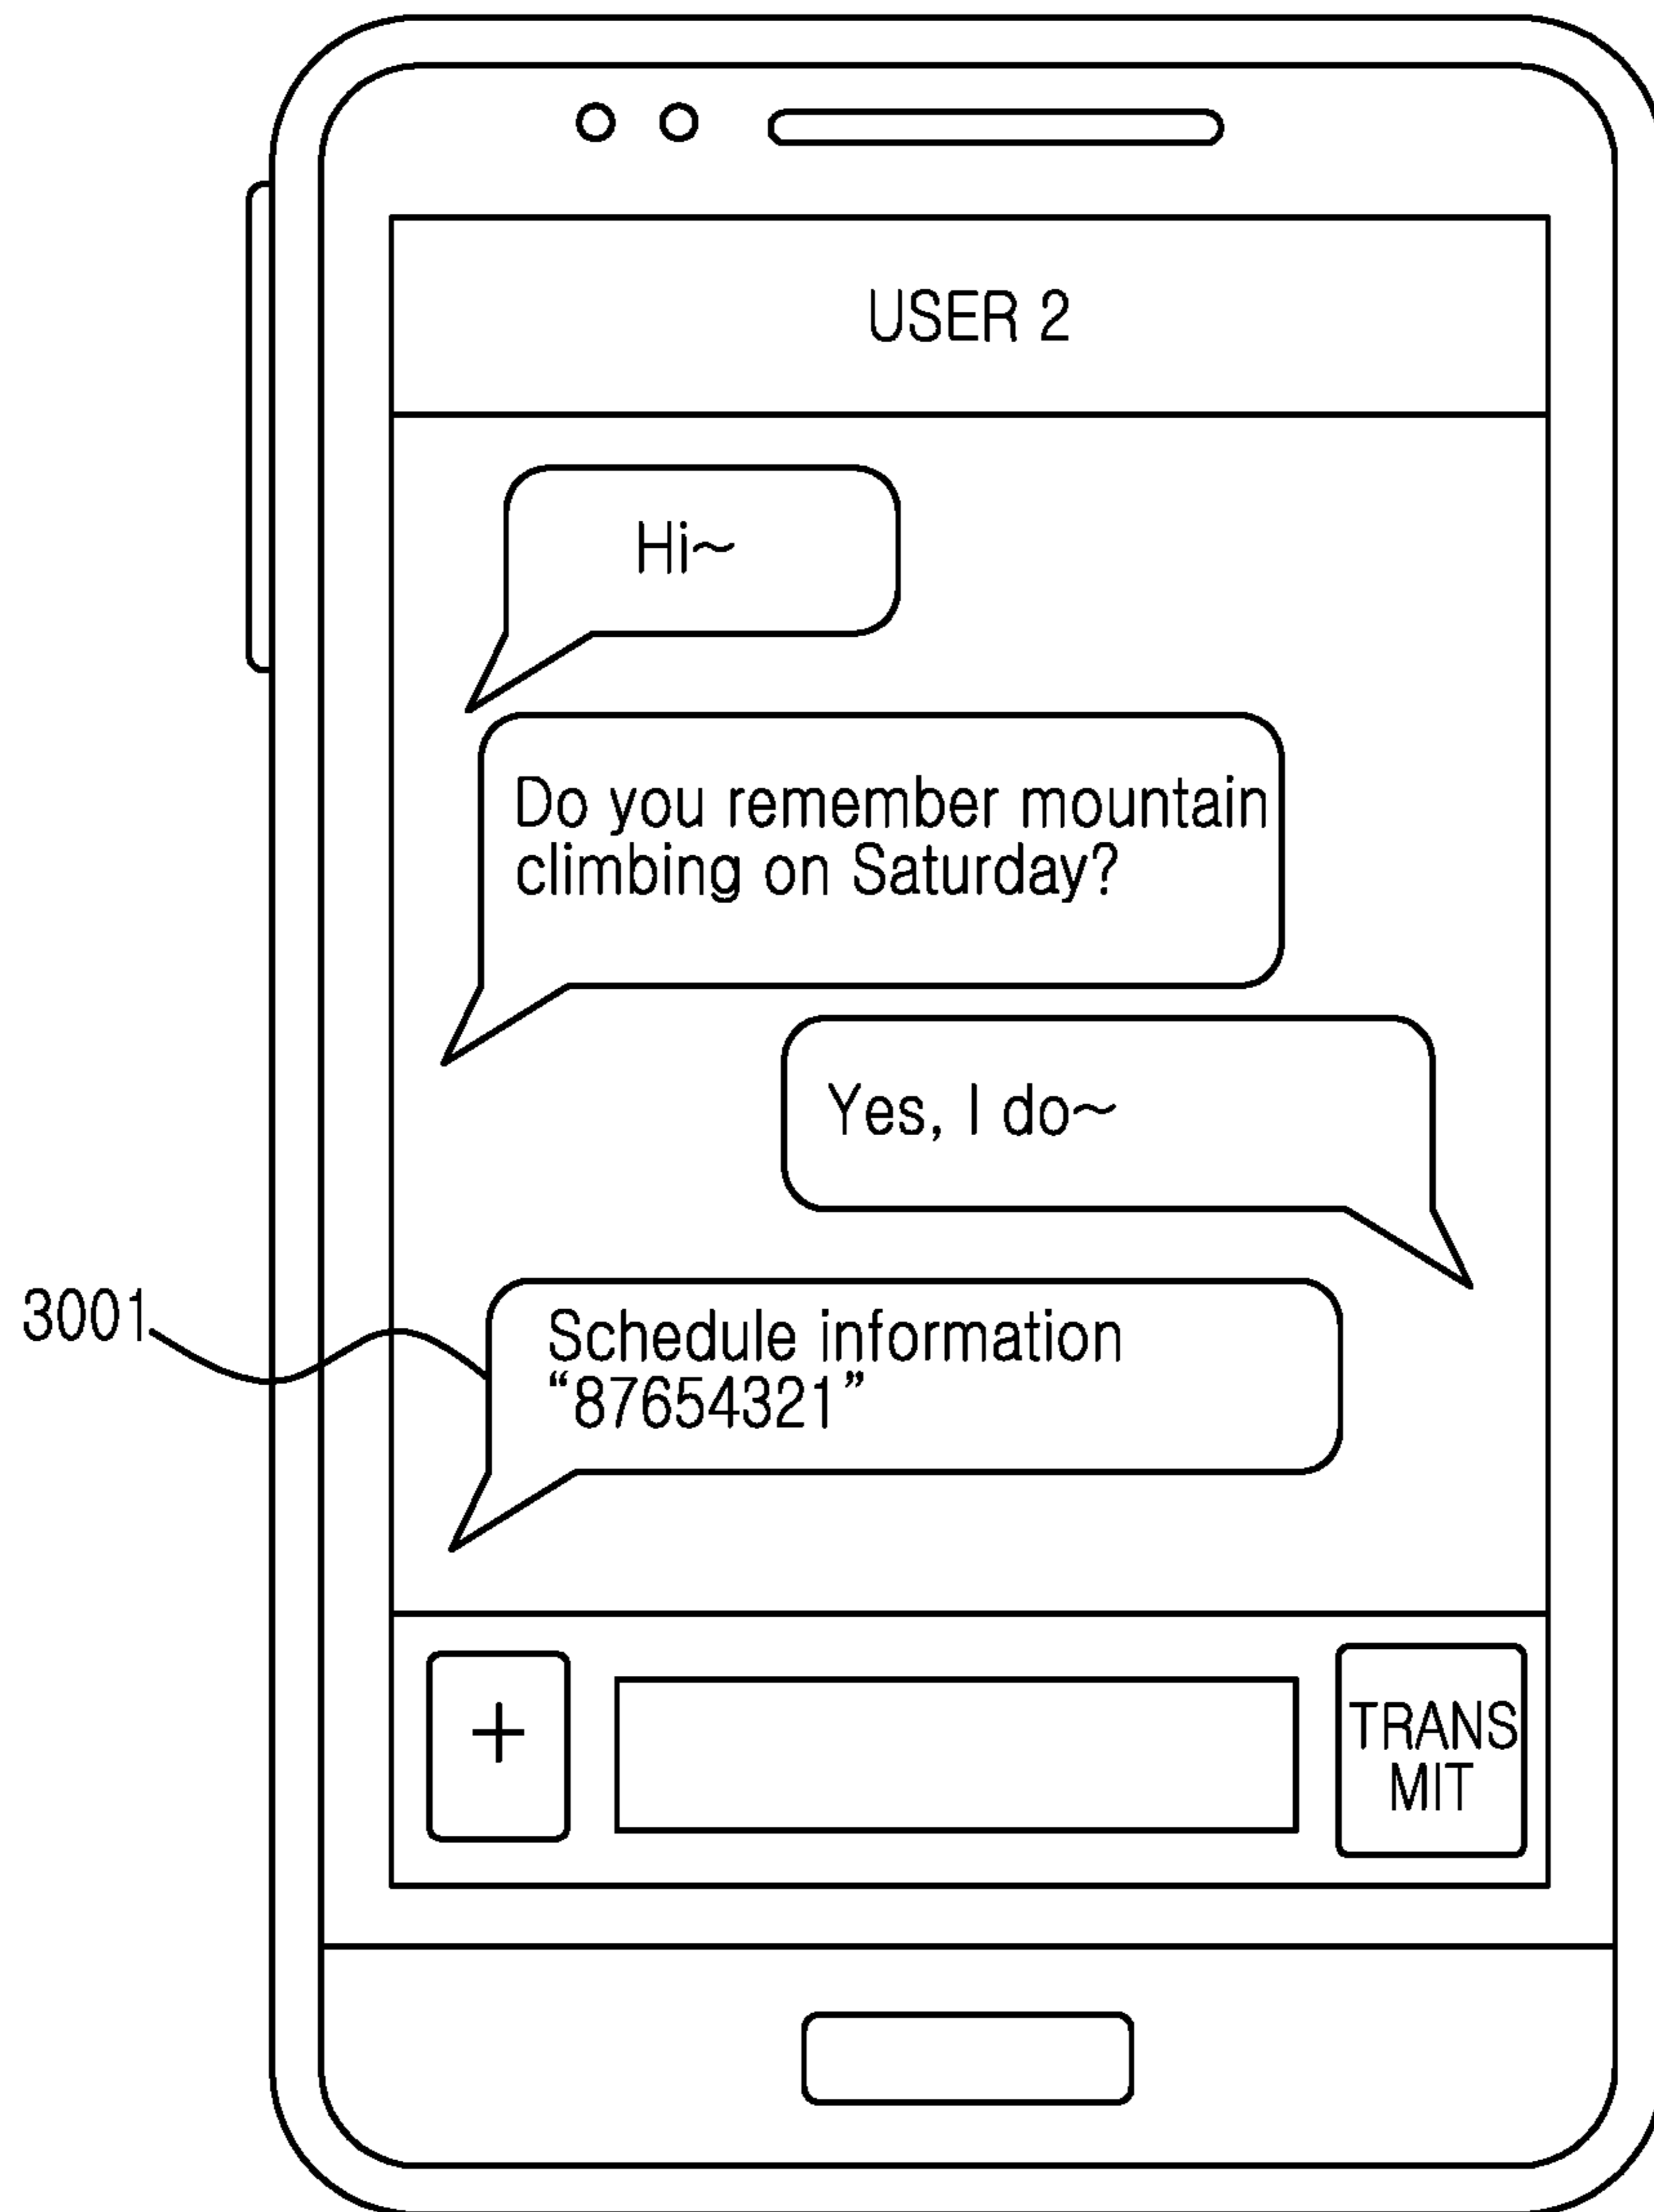 USER 2
Hi~
Do you remember mountain
climbing on Saturday?
Yes, I do~
3001
Schedule information
“87654321”
+
TRANS
MIT